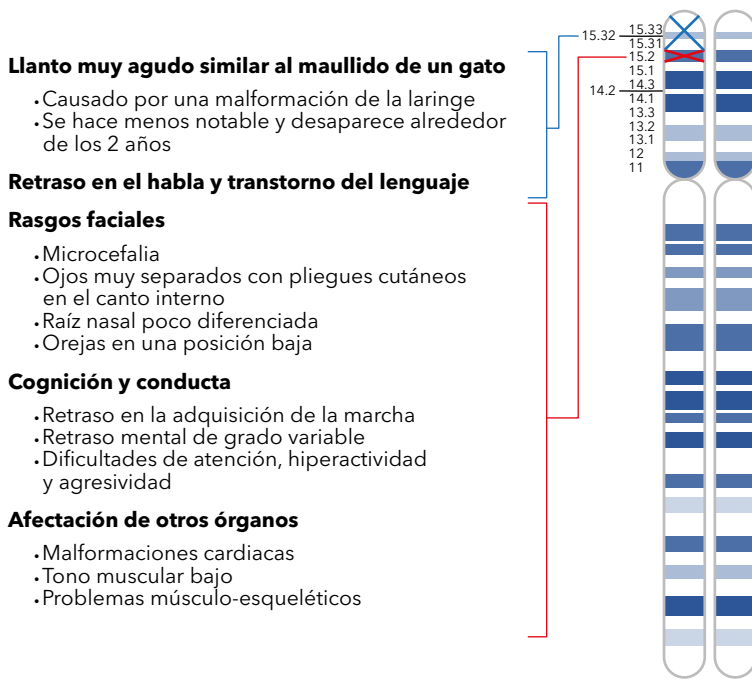 Llanto muy agudo similar al maullido de un gato
• Causado por una malformación de la laringe
• Se hace menos notable y desaparece alrededor
de los 2 años
Retraso en el habla y transtorno del lenguaje
Rasgos faciales
• Microcefalia
• Ojos muy separados con pliegues cutáneos
en el canto interno
• Raíz nasal poco diferenciada
• Orejas en una posición baja
Cognición y conducta
• Retraso en la adquisición de la marcha
• Retraso mental de grado variable
• Dificultades de atención, hiperactividad
y agresividad
Afectación de otros órganos
• Malformaciones cardiacas
• Tono muscular bajo
• Problemas músculo-esqueléticos
15.33
15.32
15.31
15.2
15.1
14.3
14.2
14.1
13.3
13.2
13.1
12
11